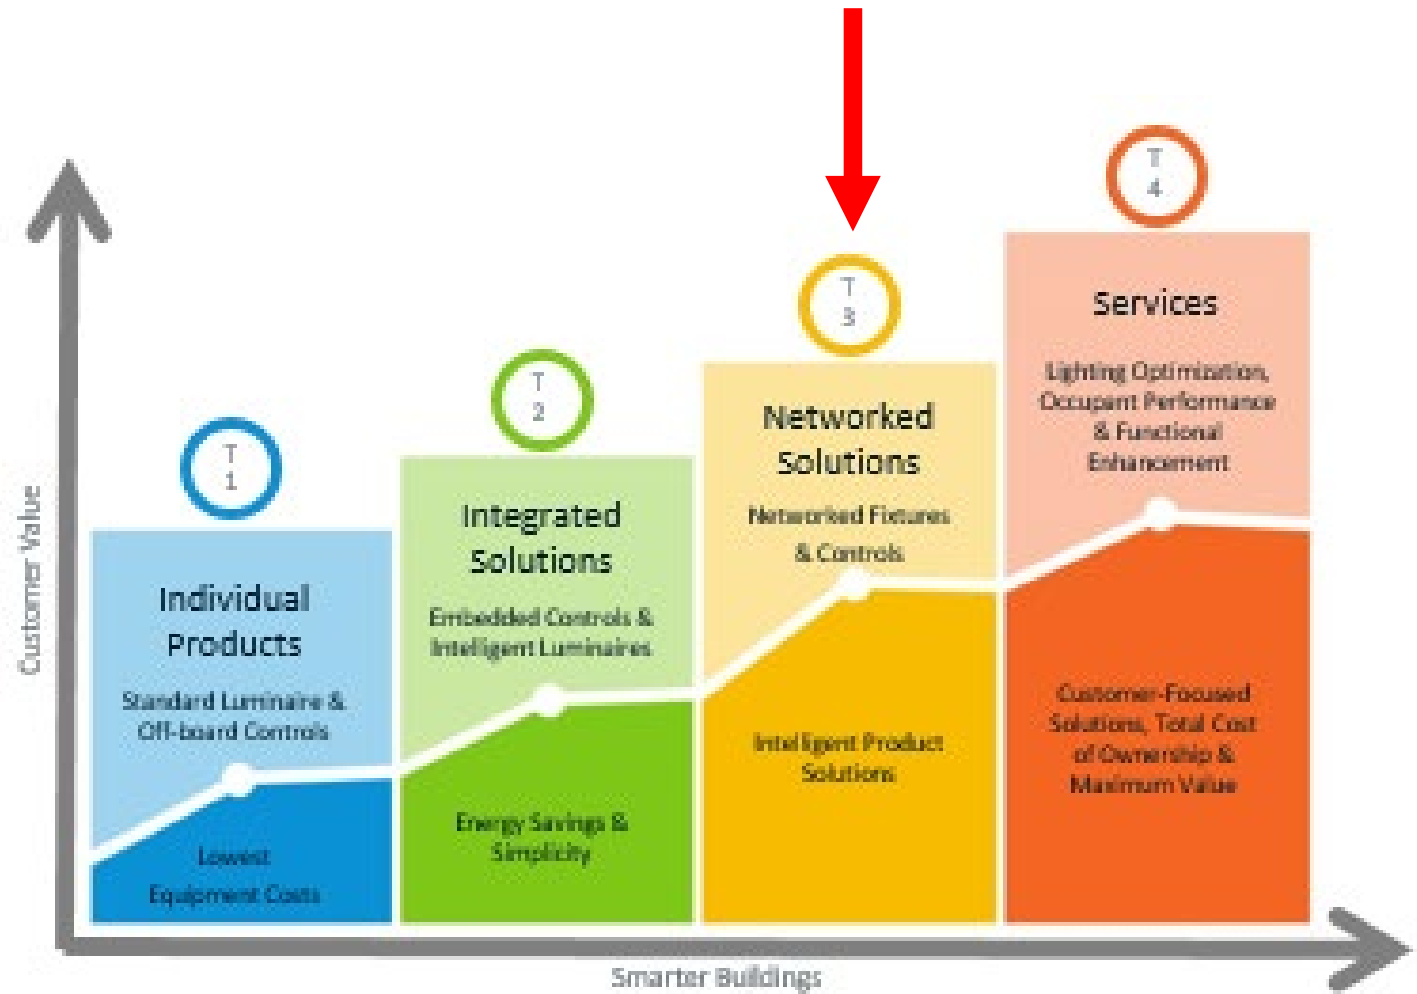 T
1
Individual
Products
Standard Luminaire &
Off-board Controls
Lowest
Equipment Costs
T
2
Integrated
Solutions
Embedded Controls &
Intelligent Luminaires
Energy Savings &
Simplicity
T
3
Networked
Solutions
Networked Fixtures
& Controls
Intelligent Product
Solutions
T
4
Services
Lighting Optimization,
Occupant Performance
& Functional
Enhancement
Customer-Focused
Solutions, Total Cost
of Ownership &
Maximum Value
Customer Value
Smarter Buildings